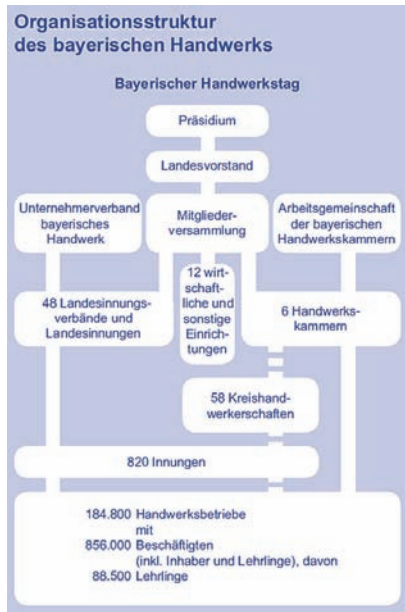 Organisationsstruktur
des bayerischen Handwerks
Bayerischer Handwerkstag
Präsidium
Landesvorstand
Unternehmerverband
bayerisches
Handwerk
Mitglieder-
versammlung
Arbeitsgemeinschaft
der bayerischen
Handwerkskammern
48 Landesinnungs-
verbände und
Landesinnungen
12 wirt-
schaft-
liche und
sonstige
Einrich-
tungen
6 Handwerks-
kammern
58 Kreishand-
werkerschaften
820 Innungen
184.800 Handwerksbetriebe
mit
856.000 Beschäftigten
(inkl. Inhaber und Lehrlinge), davon
88.500 Lehrlinge